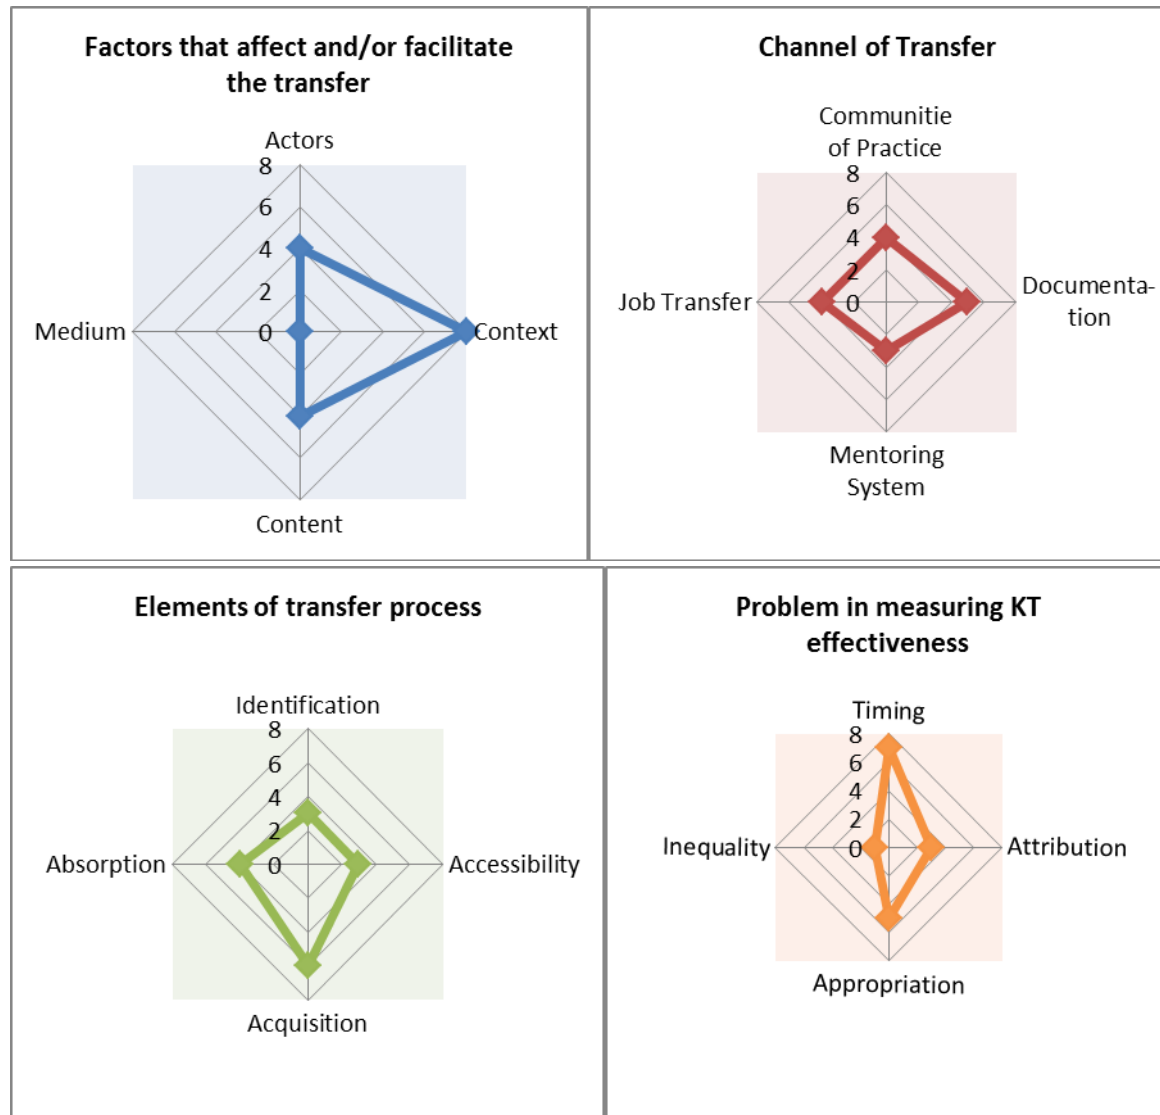 Factors that affect and/or facilitate
the transfer
Actors
8
6
4
2
0
Medium
Context
Content
Channel of Transfer
Communitie
of Practice
8
6
4
2
0
Job Transfer
Documenta-
tion
Mentoring
System
Elements of transfer process
Identification
8
6
4
2
0
Absorption
Accessibility
Acquisition
Problem in measuring KT
effectiveness
Timing
8
6
4
2
0
Inequality
Attribution
Appropriation